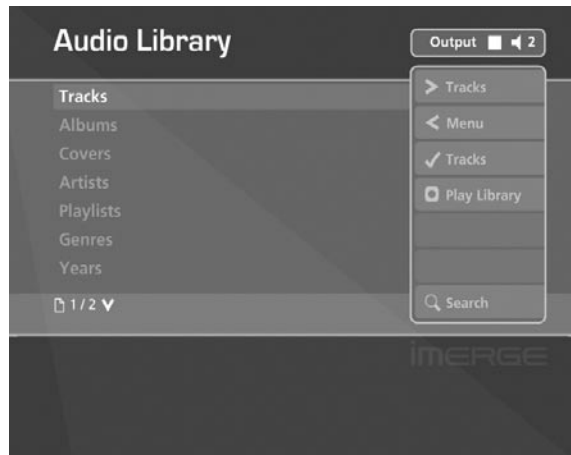 Audio Library
Output 2
Tracks
Albums
Covers
Artists
Playlists
Genres
Years
1/2
> Tracks
< Menu
✓ Tracks
Play Library
Search
imerge